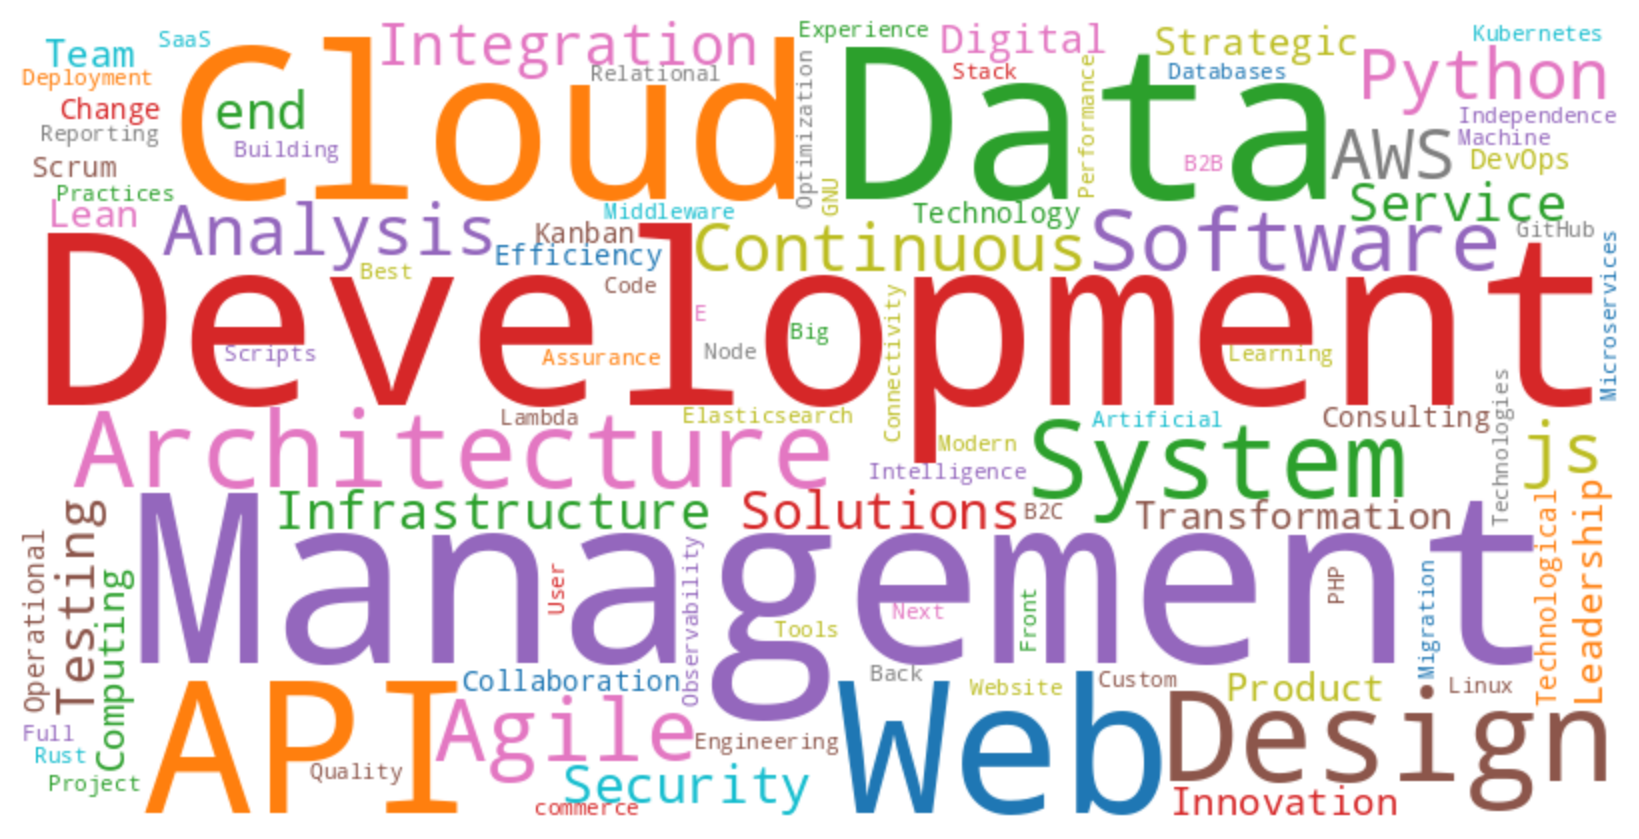 Team
SaaS
Cloud
Integration
Experience
Digital
Strategic
Kubernetes
Deployment
Relational
Optimization
Data
Stack
Performance
Databases
Python
Change
end
Reporting
Building
Independence
Machine
AWS
B2B
DevOps
Scrum
Practices
GNU
Service
Lean
Analysis
Middleware
Technology
Software
GitHub
Kanban
Continuous
Efficiency
Best
Code
Microservices
Development
E
Big
Connectivity
Scripts
Assurance
Node
Learning
Technologies
Lambda
Elasticsearch
Artificial
Consulting
Architecture
Modern
System
js
Intelligence
Testing
Infrastructure
Solutions
B2C
Transformation
Leadership
Management
Operational
Computing
User
Observability
Next
Tools
Front
PHP
Migration
Technological
Collaboration
Back
Website
Custom
Product
Linux
API
Agile
Web
Design
Full
Rust
Engineering
Project
Quality
Security
commerce
Innovation